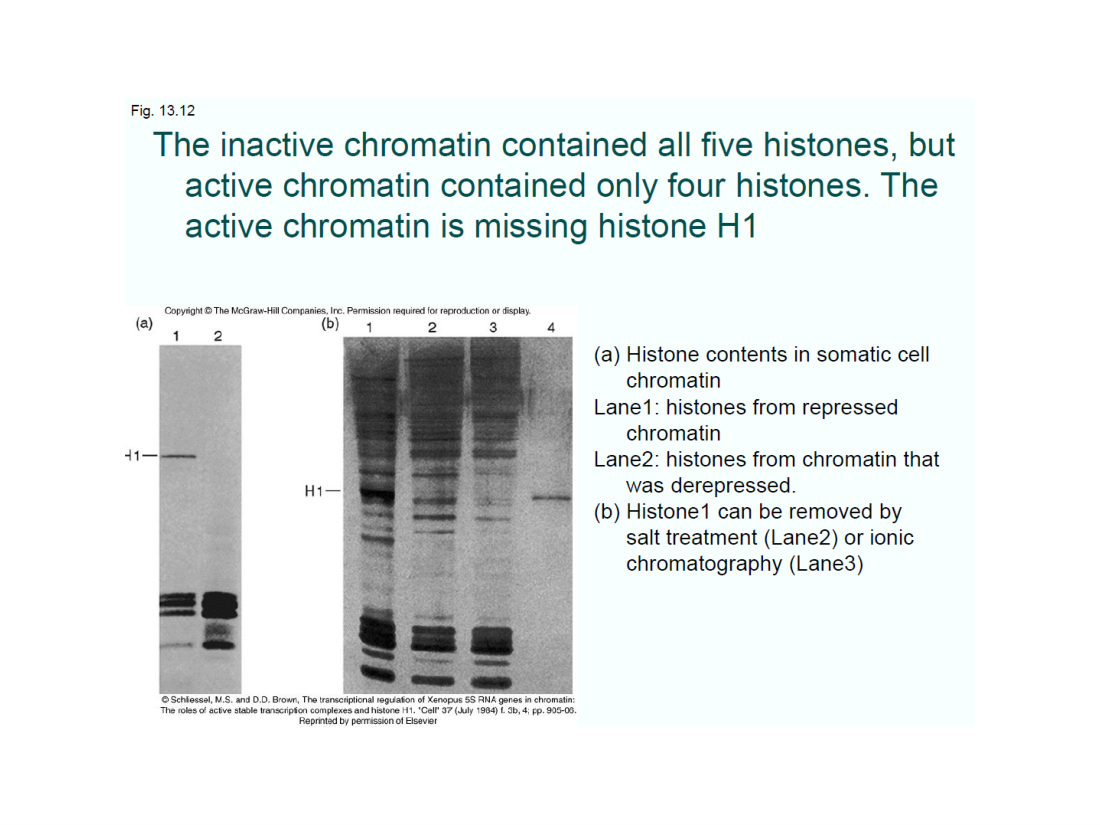 Fig. 13.12
The inactive chromatin contained all five histones, but
active chromatin contained only four histones. The
active chromatin is missing histone H1
Copyright © The McGraw-Hill Companies, Inc. Permission required for reproduction or display.
(a)
1 2
H1
(b)
1 2 3 4
H1
© Schliessel, M.S. and D.D. Brown, The transcriptional regulation of Xenopus 5S RNA genes in chromatin:
The roles of active stable transcription complexes and histone H1. "Cell" 37 (July 1984) f. 3b, 4; pp. 905-06.
Reprinted by permission of Elsevier
(a) Histone contents in somatic cell
chromatin
Lane1: histones from repressed
chromatin
Lane2: histones from chromatin that
was derepressed.
(b) Histone1 can be removed by
salt treatment (Lane2) or ionic
chromatography (Lane3)